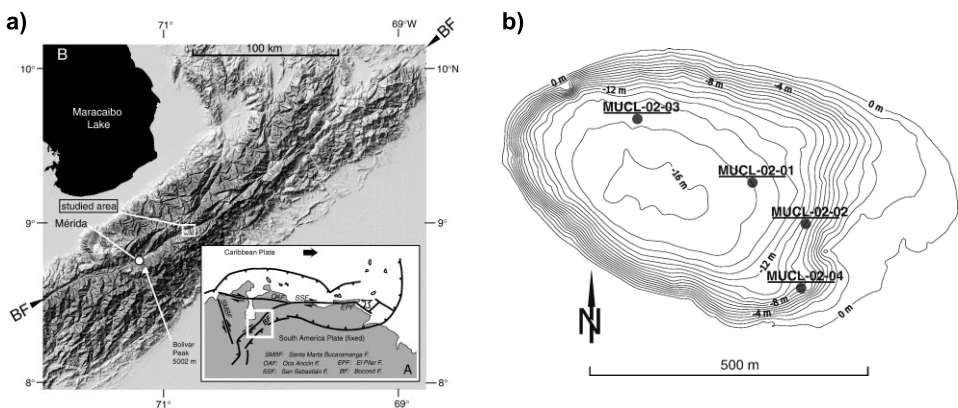 a)
71°
69°W
BF
B
100 km
10°
10°N
Maracaibo
Lake
studied area
Mérida
9°
9°
BF
Bolivar
Peak
5002 m
Caribbean Plate
SMBF
OAF
SSF
EPF
BF
South America Plate (fixed)
SMBF: Santa Marta Bucaramanga F.
OAF: Oca Ancón F. EPF: El Pilar F.
SSF: San Sebastián F. BF: Boconó F.
A
8°
8°
71°
69°
b)
0 m
-8 m
-4 m
0 m
-12 m
MUCL-02-03
-16 m
MUCL-02-01
MUCL-02-02
-12 m
MUCL-02-04
-8 m
-4 m
0 m
N
500 m